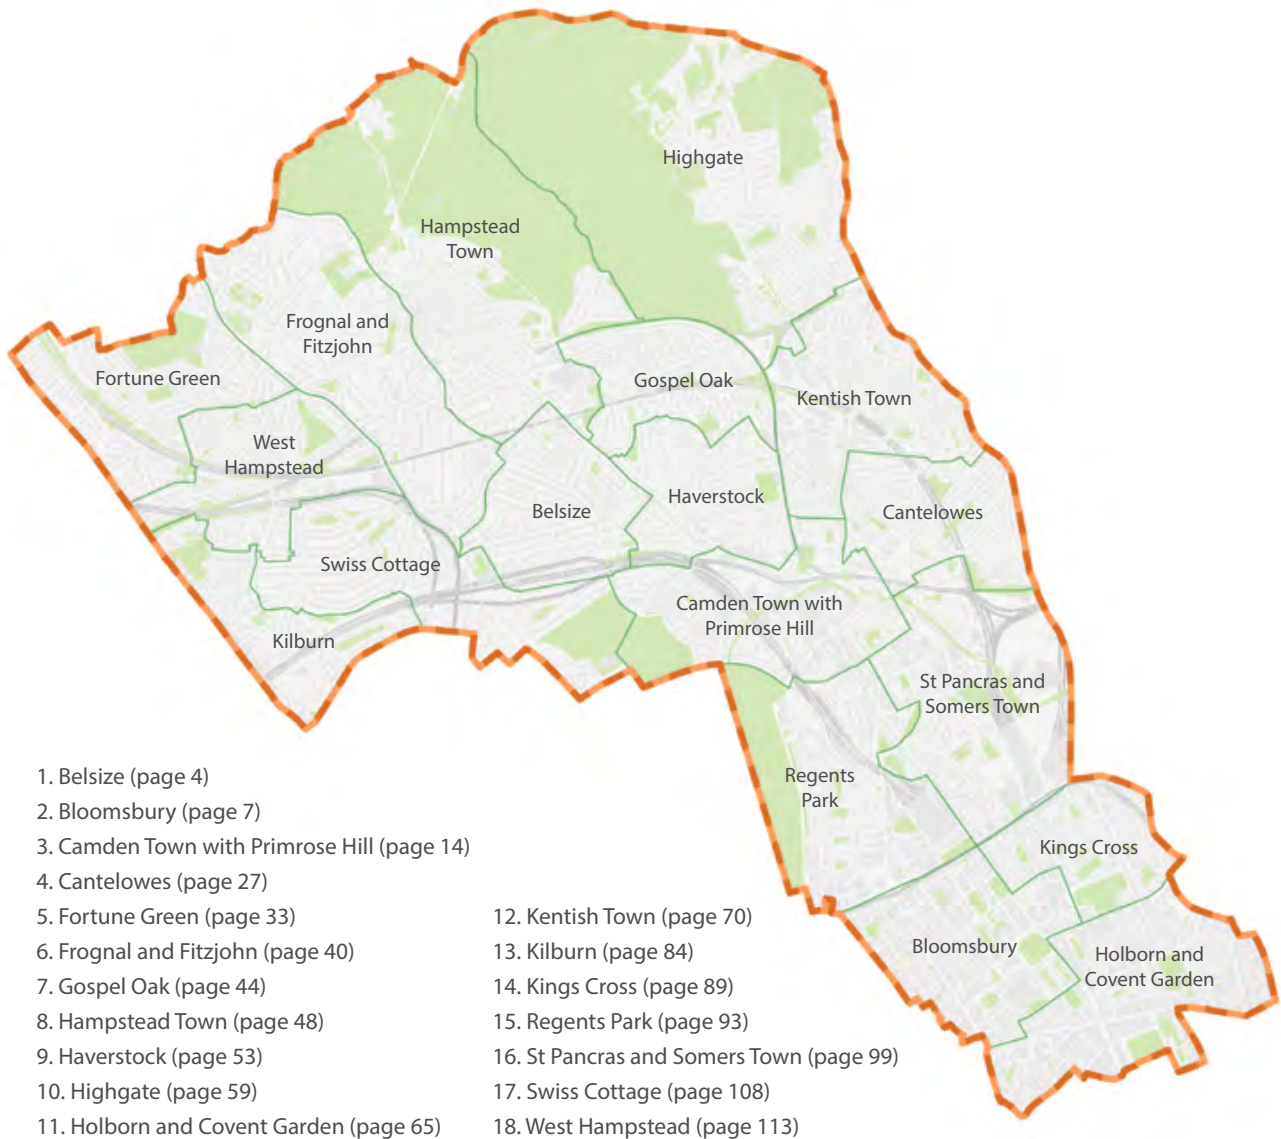 Highgate
Hampstead
Town
Frognal and
Fitzjohn
Fortune Green
Gospel Oak
Kentish Town
West
Hampstead
Belsize
Haverstock
Cantelowes
Swiss Cottage
Camden Town with
Primrose Hill
Kilburn
St Pancras and
Somers Town
Regents
Park
Kings Cross
Bloomsbury
Holborn and
Covent Garden
1. Belsize (page 4)
2. Bloomsbury (page 7)
3. Camden Town with Primrose Hill (page 14)
4. Cantelowes (page 27)
5. Fortune Green (page 33)
6. Frognal and Fitzjohn (page 40)
7. Gospel Oak (page 44)
8. Hampstead Town (page 48)
9. Haverstock (page 53)
10. Highgate (page 59)
11. Holborn and Covent Garden (page 65)
12. Kentish Town (page 70)
13. Kilburn (page 84)
14. Kings Cross (page 89)
15. Regents Park (page 93)
16. St Pancras and Somers Town (page 99)
17. Swiss Cottage (page 108)
18. West Hampstead (page 113)